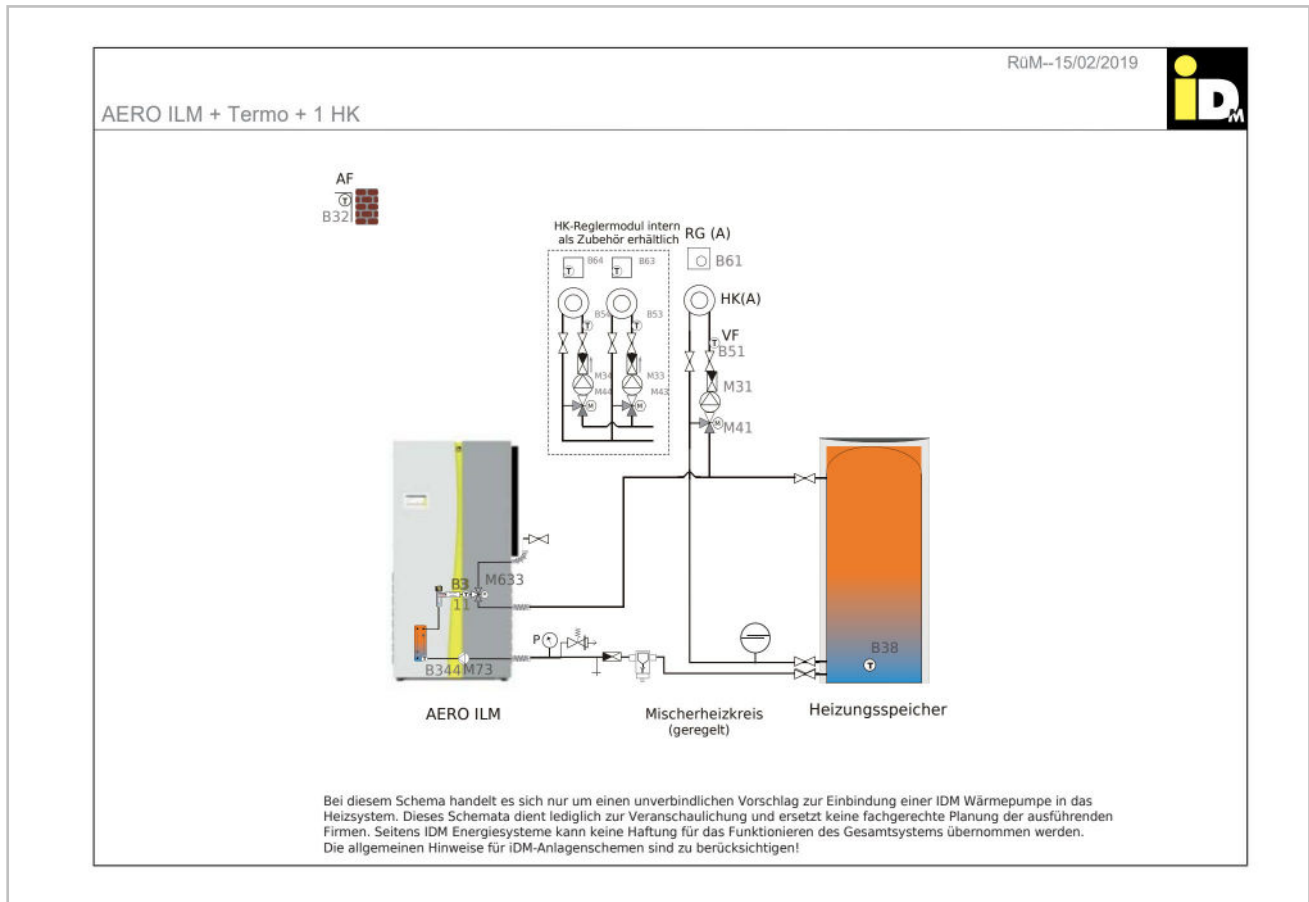 RüM--15/02/2019
iDM
AERO ILM + Termo + 1 HK
AF
T
B32
HK-Reglermodul intern
als Zubehör erhältlich
RG (A)
B64
B63
B61
T
T
HK(A)
B54
B53
T
T
VF
T
B51
M34
M33
M31
M44
M43
M
M
M
M41
B3
11
M633
P
B344
M73
B38
T
AERO ILM
Mischerheizkreis
(geregelt)
Heizungsspeicher
Bei diesem Schema handelt es sich nur um einen unverbindlichen Vorschlag zur Einbindung einer IDM Wärmepumpe in das
Heizsystem. Dieses Schemata dient lediglich zur Veranschaulichung und ersetzt keine fachgerechte Planung der ausführenden
Firmen. Seitens IDM Energiesysteme kann keine Haftung für das Funktionieren des Gesamtsystems übernommen werden.
Die allgemeinen Hinweise für iDM-Anlagenschemen sind zu berücksichtigen!